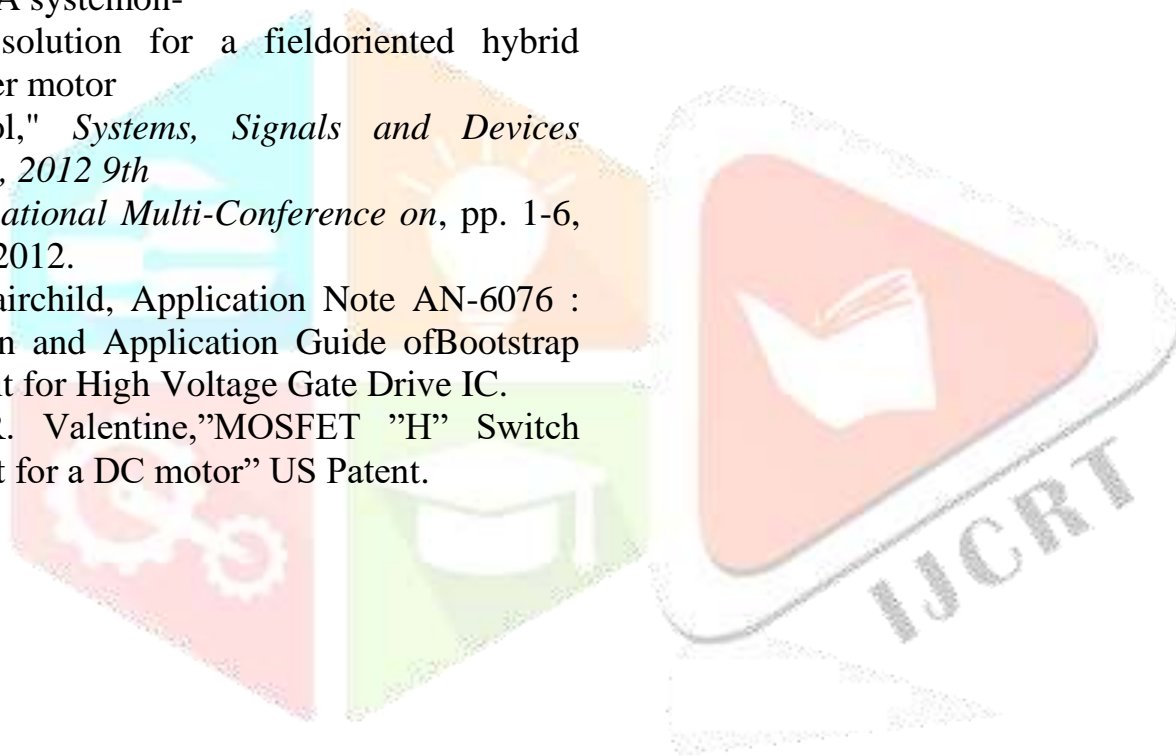 A systemon-
solution for a fieldoriented hybrid
er motor
ol," Systems, Signals and Devices
, 2012 9th
ational Multi-Conference on, pp. 1-6,
2012.
airchild, Application Note AN-6076 :
n and Application Guide ofBootstrap
it for High Voltage Gate Drive IC.
R. Valentine,”MOSFET ”H” Switch
t for a DC motor” US Patent.
IJCRT